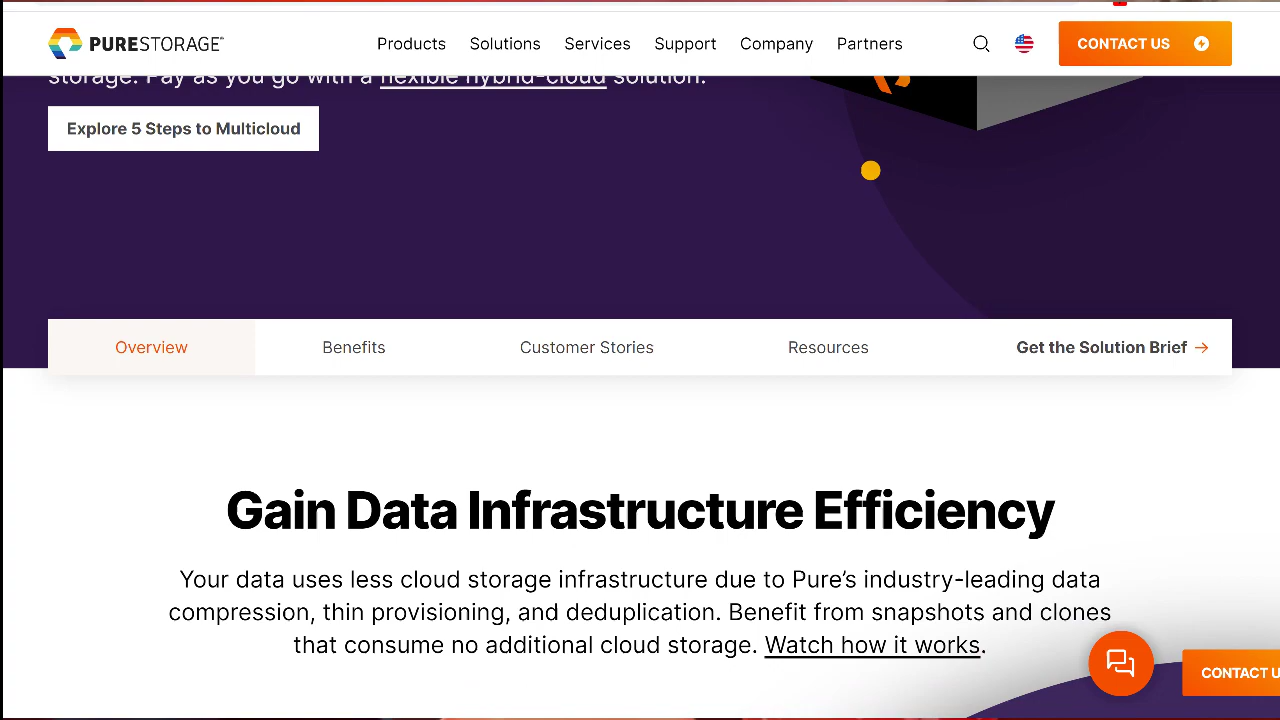 PURESTORAGE
Products Solutions Services Support Company Partners
CONTACT US
storage. Pay as you go with a flexible hybrid-cloud solution.
Explore 5 Steps to Multicloud
Overview Benefits Customer Stories Resources Get the Solution Brief →
Gain Data Infrastructure Efficiency
Your data uses less cloud storage infrastructure due to Pure’s industry-leading data
compression, thin provisioning, and deduplication. Benefit from snapshots and clones
that consume no additional cloud storage. Watch how it works.
CONTACT U